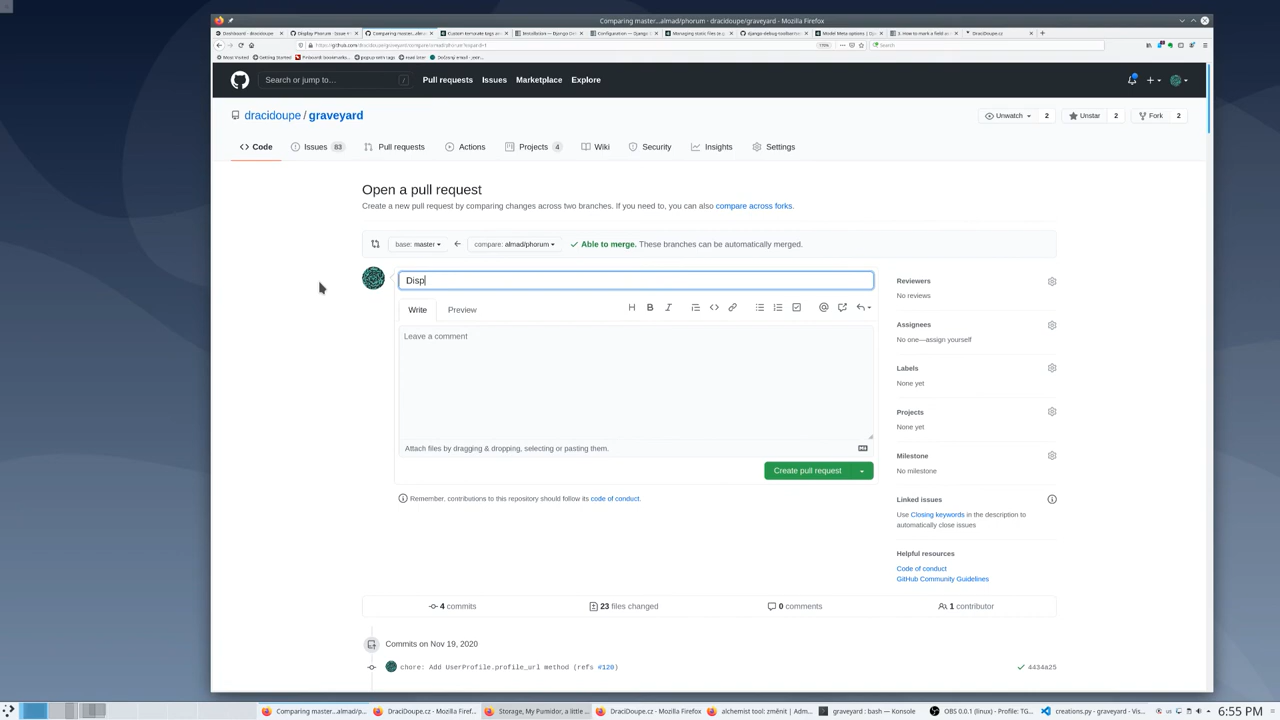 Comparing master...almad/phorum · dracidoupe/graveyard - Mozilla Firefox
Search or jump to… /
Pull requests Issues Marketplace Explore
dracidoupe / graveyard
Unwatch 2 Unstar 2 Fork 2
Code Issues 83 Pull requests Actions Projects 4 Wiki Security Insights Settings
Open a pull request
Create a new pull request by comparing changes across two branches. If you need to, you can also compare across forks.
base: master compare: almad/phorum Able to merge. These branches can be automatically merged.
Disp
Write Preview
Leave a comment
Attach files by dragging & dropping, selecting or pasting them.
Create pull request
Remember, contributions to this repository should follow its code of conduct.
Reviewers
No reviews
Assignees
No one—assign yourself
Labels
None yet
Projects
None yet
Milestone
No milestone
Linked issues
Use Closing keywords in the description to
automatically close issues
Helpful resources
Code of conduct
GitHub Community Guidelines
4 commits 23 files changed 0 comments 1 contributor
Commits on Nov 19, 2020
chore: Add UserProfile.profile_url method (refs #120) 4434a25
Comparing master...almad/p... DraciDoupe.cz - Mozilla Firef... Storage, My Pumidor, a little ... DraciDoupe.cz — Mozilla Firefox alchemist tool: změnit | Adm... graveyard : bash — Konsole OBS 0.0.1 (linux) - Profile: TG... creations.py - graveyard - Vis... 6:55 PM